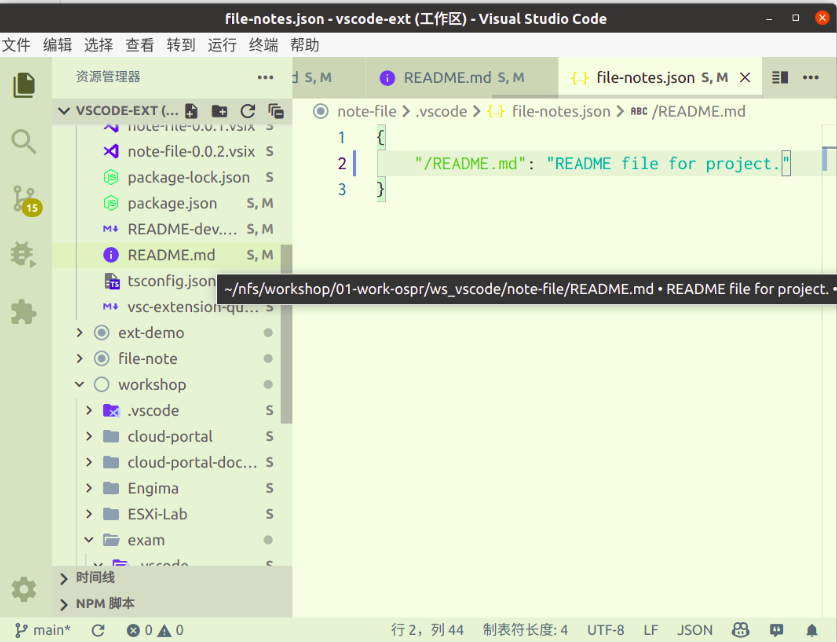 file-notes.json - vscode-ext (工作区) - Visual Studio Code
文件 编辑 选择 查看 转到 运行 终端 帮助
资源管理器
d S, M
README.md S, M
{} file-notes.json S, M
VSCODE-EXT (...
note-file > .vscode > {} file-notes.json > ABC /README.md
note-file-0.0.1.vsix S
note-file-0.0.2.vsix S
package-lock.json S
package.json S, M
README-dev.... S, M
README.md S, M
tsconfig.json
vsc-extension-qu... S
ext-demo
file-note
workshop
.vscode S
cloud-portal S
cloud-portal-doc... S
Engima S
ESXi-Lab S
exam
.vscode S
时间线
NPM 脚本
15
1 {
2 "/README.md": "README file for project."
3 }
~/nfs/workshop/01-work-ospr/ws_vscode/note-file/README.md • README file for project. •
main* 0 0 行 2，列 44 制表符长度: 4 UTF-8 LF JSON